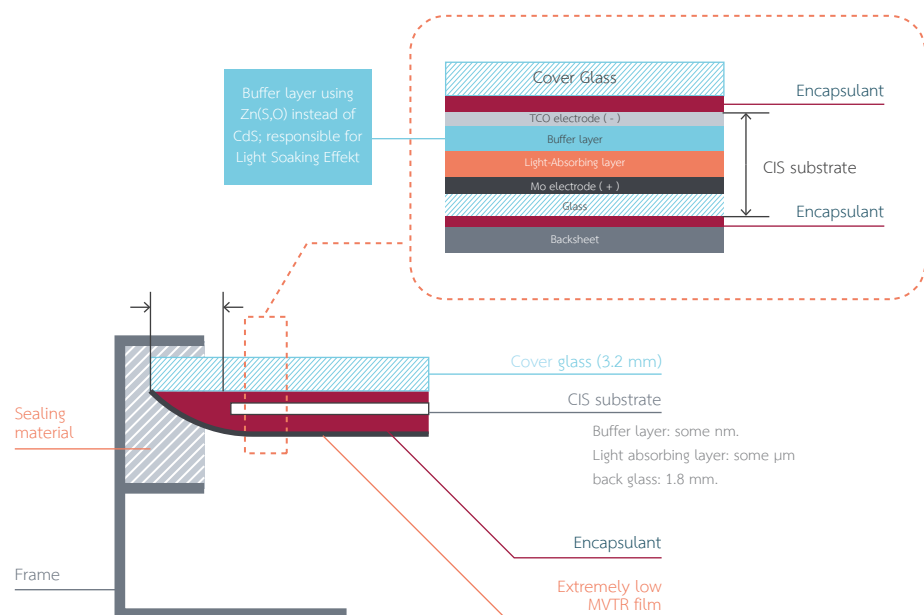 Buffer layer using
Zn(S,O) instead of
CdS; responsible for
Light Soaking Effekt
Cover Glass
TCO electrode ( - )
Buffer layer
Light-Absorbing layer
Mo electrode ( + )
Glass
Backsheet
Encapsulant
CIS substrate
Encapsulant
Cover glass (3.2 mm)
CIS substrate
Buffer layer: some nm.
Light absorbing layer: some µm
back glass: 1.8 mm.
Sealing
material
Encapsulant
Frame
Extremely low
MVTR film